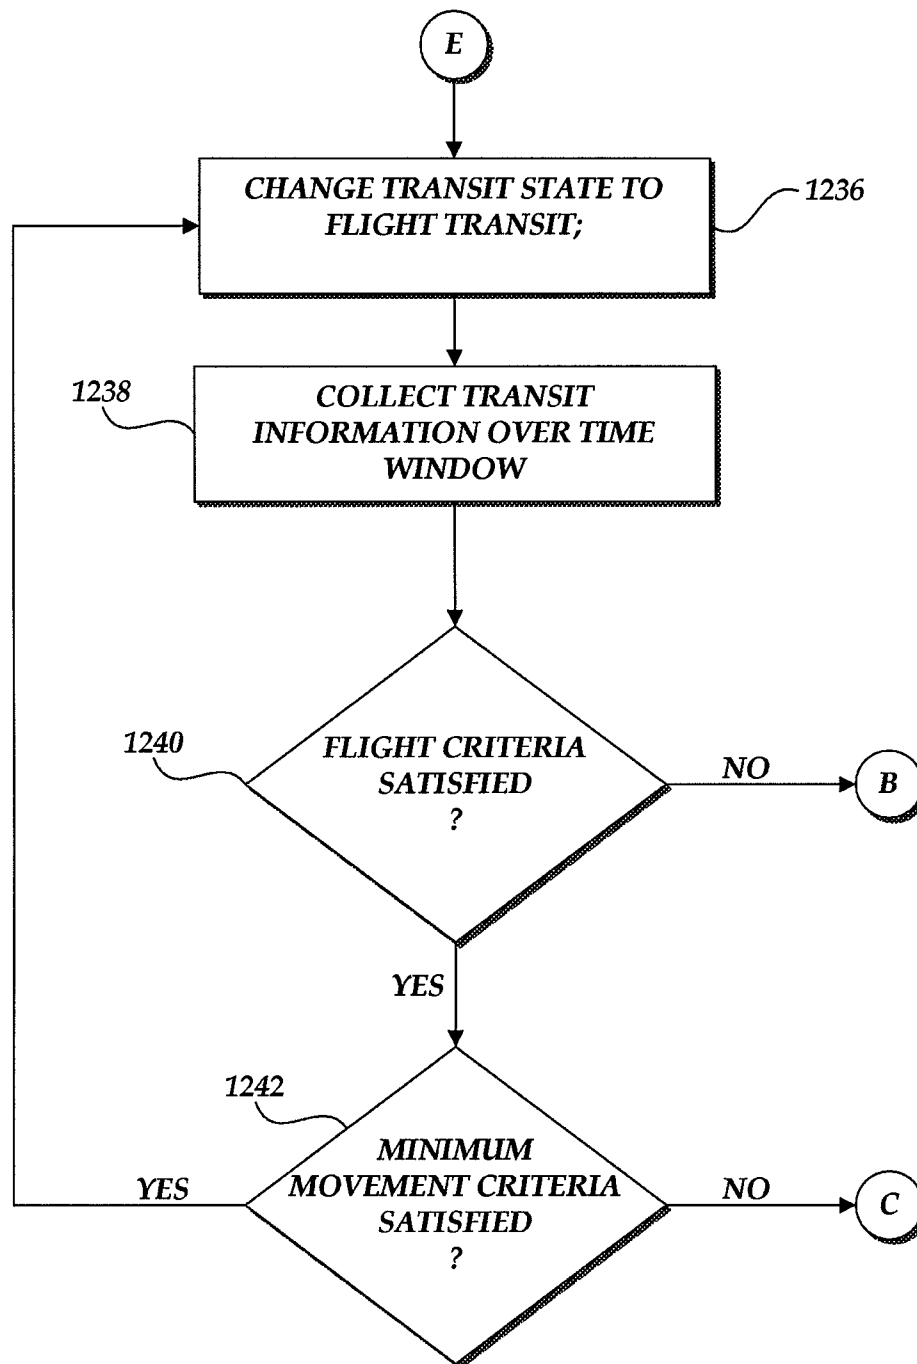 E
CHANGE TRANSIT STATE TO
FLIGHT TRANSIT;
1236
1238
COLLECT TRANSIT
INFORMATION OVER TIME
WINDOW
1240
FLIGHT CRITERIA
SATISFIED
?
NO
B
YES
1242
MINIMUM
MOVEMENT CRITERIA
SATISFIED
?
YES
NO
C